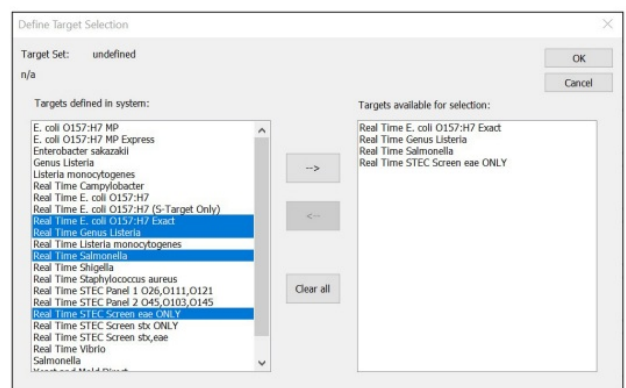 Define Target Selection
Target Set: undefined
OK
n/a
Cancel
Targets defined in system:
E. coli O157:H7 MP
E. coli O157:H7 MP Express
Enterobacter sakazakii
Genus Listeria
Listeria monocytogenes
Real Time Campylobacter
Real Time E. coli O157:H7
Real Time E. coli O157:H7 (S-Target Only)
Real Time E. coli O157:H7 Exact
Real Time Genus Listeria
Real Time Listeria monocytogenes
Real Time Salmonella
Real Time Shigella
Real Time Staphylococcus aureus
Real Time STEC Panel 1 O26,O111,O121
Real Time STEC Panel 2 O45,O103,O145
Real Time STEC Screen eae ONLY
Real Time STEC Screen stx ONLY
Real Time STEC Screen stx,eae
Real Time Vibrio
Salmonella
Yeast and Mold Direct
-->
<--
Clear all
Targets available for selection:
Real Time E. coli O157:H7 Exact
Real Time Genus Listeria
Real Time Salmonella
Real Time STEC Screen eae ONLY